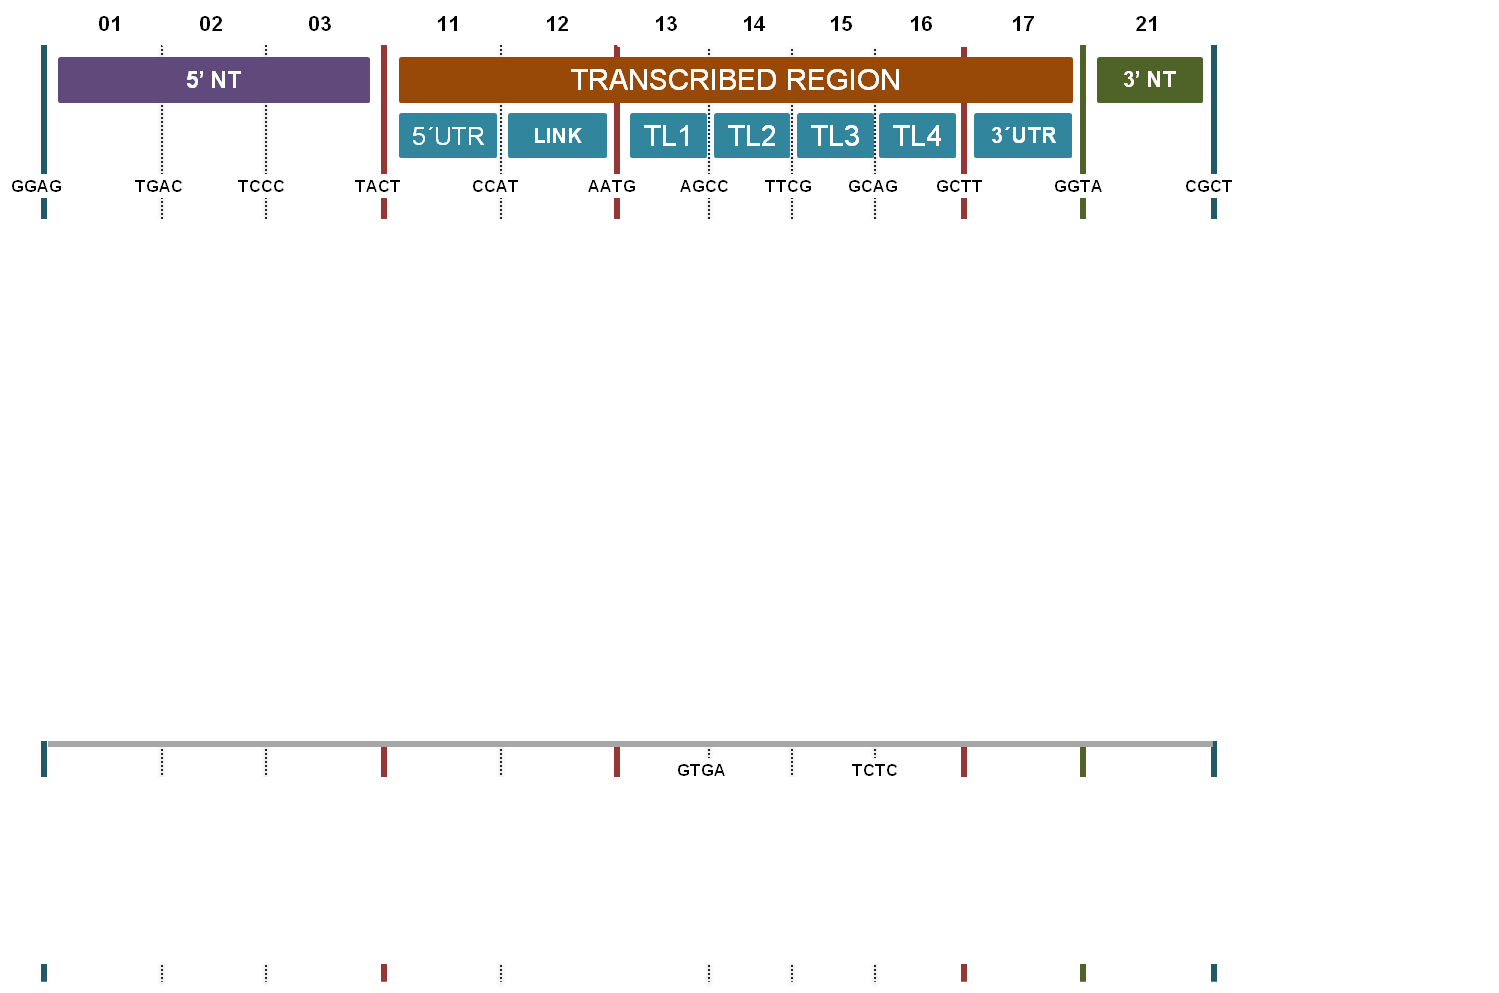 01 02 03 11 12 13 14 15 16 17 21
5’ NT TRANSCRIBED REGION 3’ NT
5´UTR LINK TL1 TL2 TL3 TL4 3´UTR
GGAG TGAC TCCC TACT CCAT AATG AGCC TTCG GCAG GCTT GGTA CGCT
GTGA TCTC